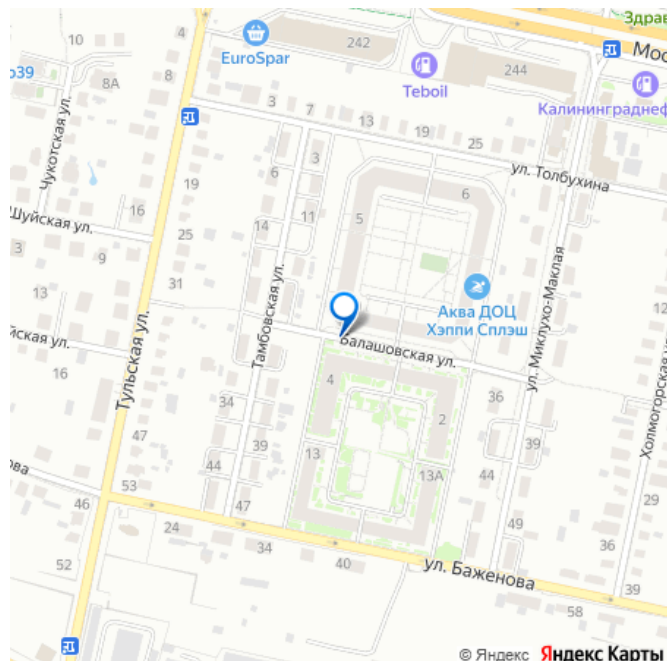 10
4
242
Здрав
EuroSpar
Мос
о39
8А
Teboil
244
Калининграднеф
Чукотская ул.
3
7
13
19
25
ул. Толбухина
3
6
19
6
16
11
Шуйская ул.
5
14
25
9
3
31
Аква ДОЦ
Хэппи Сплэш
13
Тамбовская ул.
ул. Миклухо-Маклая
Балашовская ул.
йская ул.
Тульская ул.
16
4
36
Холмогорская ул.
34
2
47
39
39
13
13А
44
44
ова
53
29
46
47
24
49
34
36
52
40
ул. Баженова
39
58
© Яндекс Яндекс Карты